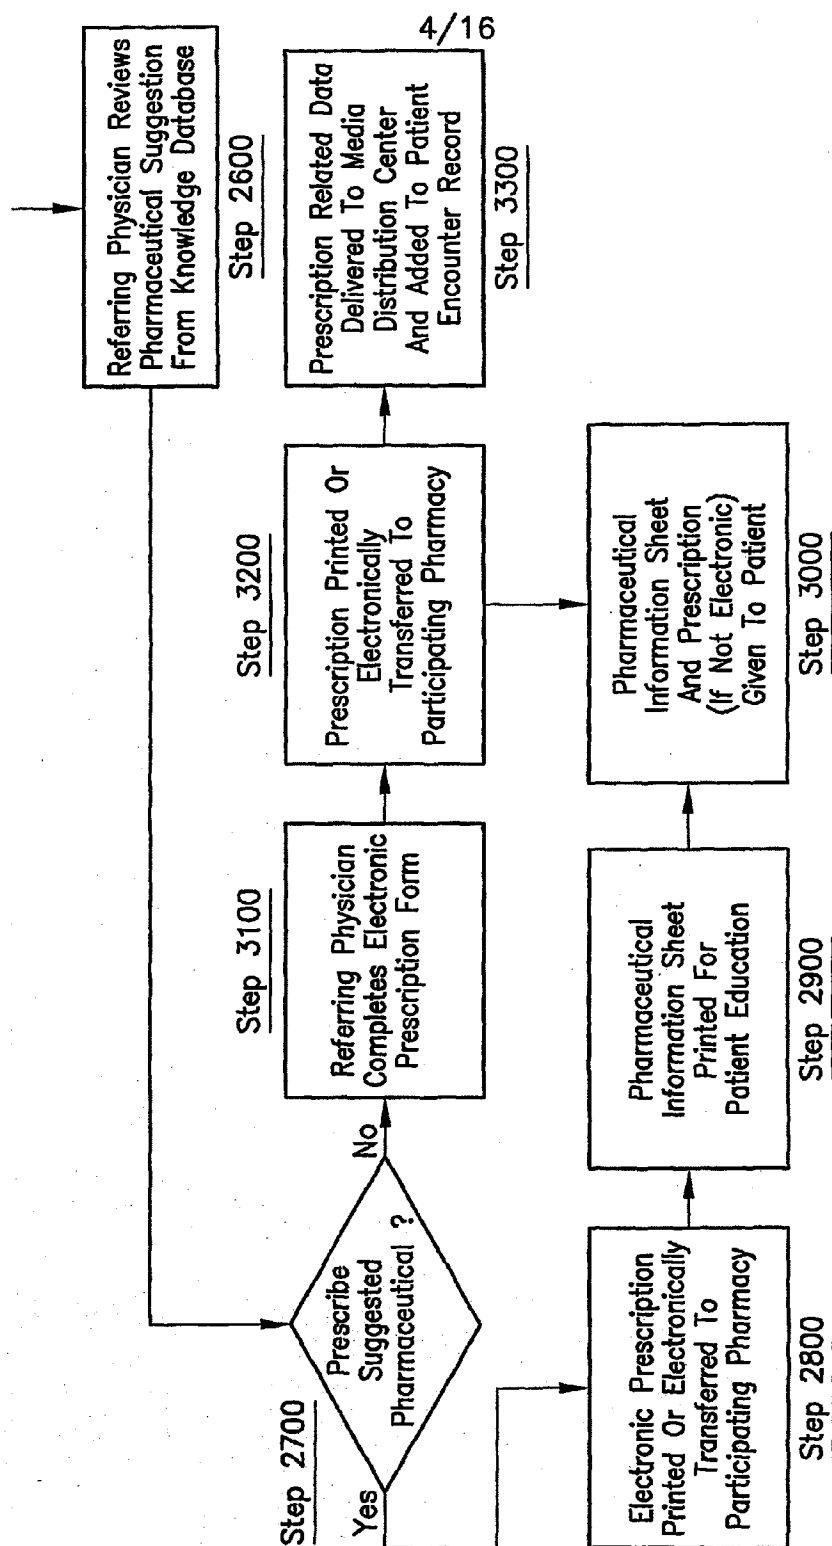 4/16
Referring Physician Reviews
Pharmaceutical Suggestion
From Knowledge Database
Step 2600
Step 2700
Prescribe
Suggested
Pharmaceutical ?
Yes
No
Step 3100
Referring Physician
Completes Electronic
Prescription Form
Step 3200
Prescription Printed Or
Electronically
Transferred To
Participating Pharmacy
Prescription Related Data
Delivered To Media
Distribution Center
And Added To Patient
Encounter Record
Step 3300
Electronic Prescription
Printed Or Electronically
Transferred To
Participating Pharmacy
Step 2800
Pharmaceutical
Information Sheet
Printed For
Patient Education
Step 2900
Pharmaceutical
Information Sheet
And Prescription
(If Not Electronic)
Given To Patient
Step 3000